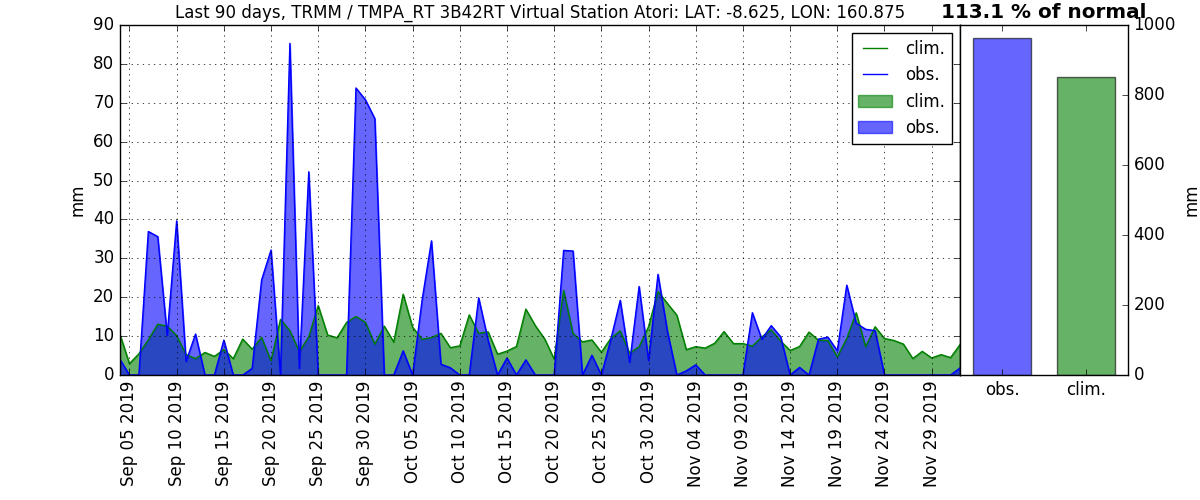 Last 90 days, TRMM / TMPA_RT 3B42RT Virtual Station Atori: LAT: -8.625, LON: 160.875
113.1 % of normal
90
80
70
60
50
40
30
20
10
0
mm
clim.
obs.
clim.
obs.
Sep 05 2019
Sep 10 2019
Sep 15 2019
Sep 20 2019
Sep 25 2019
Sep 30 2019
Oct 05 2019
Oct 10 2019
Oct 15 2019
Oct 20 2019
Oct 25 2019
Oct 30 2019
Nov 04 2019
Nov 09 2019
Nov 14 2019
Nov 19 2019
Nov 24 2019
Nov 29 2019
1000
800
600
400
200
0
mm
obs.
clim.